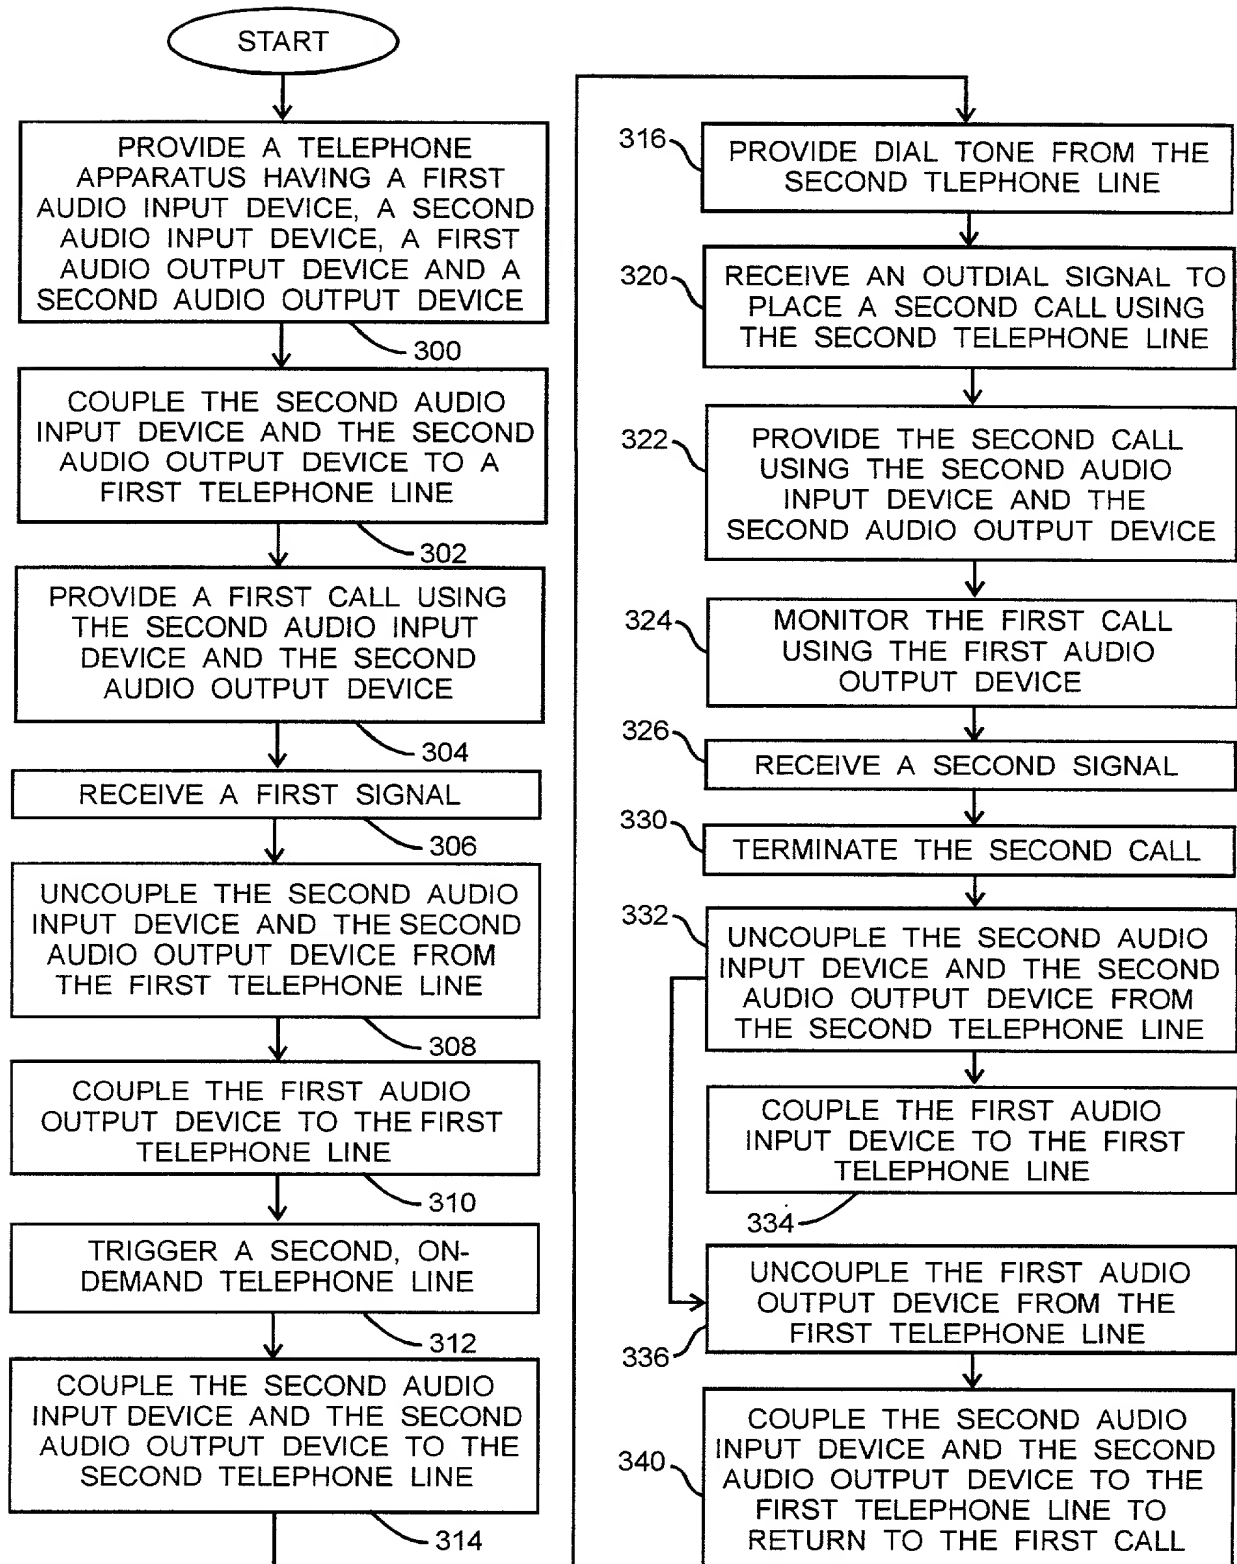 START
PROVIDE A TELEPHONE
APPARATUS HAVING A FIRST
AUDIO INPUT DEVICE, A SECOND
AUDIO INPUT DEVICE, A FIRST
AUDIO OUTPUT DEVICE AND A
SECOND AUDIO OUTPUT DEVICE
300
COUPLE THE SECOND AUDIO
INPUT DEVICE AND THE SECOND
AUDIO OUTPUT DEVICE TO A
FIRST TELEPHONE LINE
302
PROVIDE A FIRST CALL USING
THE SECOND AUDIO INPUT
DEVICE AND THE SECOND
AUDIO OUTPUT DEVICE
304
RECEIVE A FIRST SIGNAL
306
UNCOUPLE THE SECOND AUDIO
INPUT DEVICE AND THE SECOND
AUDIO OUTPUT DEVICE FROM
THE FIRST TELEPHONE LINE
308
COUPLE THE FIRST AUDIO
OUTPUT DEVICE TO THE FIRST
TELEPHONE LINE
310
TRIGGER A SECOND, ON-
DEMAND TELEPHONE LINE
312
COUPLE THE SECOND AUDIO
INPUT DEVICE AND THE SECOND
AUDIO OUTPUT DEVICE TO THE
SECOND TELEPHONE LINE
314
316
PROVIDE DIAL TONE FROM THE
SECOND TLEPHONE LINE
320
RECEIVE AN OUTDIAL SIGNAL TO
PLACE A SECOND CALL USING
THE SECOND TELEPHONE LINE
322
PROVIDE THE SECOND CALL
USING THE SECOND AUDIO
INPUT DEVICE AND THE
SECOND AUDIO OUTPUT DEVICE
324
MONITOR THE FIRST CALL
USING THE FIRST AUDIO
OUTPUT DEVICE
326
RECEIVE A SECOND SIGNAL
330
TERMINATE THE SECOND CALL
332
UNCOUPLE THE SECOND AUDIO
INPUT DEVICE AND THE SECOND
AUDIO OUTPUT DEVICE FROM
THE SECOND TELEPHONE LINE
COUPLE THE FIRST AUDIO
INPUT DEVICE TO THE FIRST
TELEPHONE LINE
334
UNCOUPLE THE FIRST AUDIO
OUTPUT DEVICE FROM THE
FIRST TELEPHONE LINE
336
340
COUPLE THE SECOND AUDIO
INPUT DEVICE AND THE SECOND
AUDIO OUTPUT DEVICE TO THE
FIRST TELEPHONE LINE TO
RETURN TO THE FIRST CALL